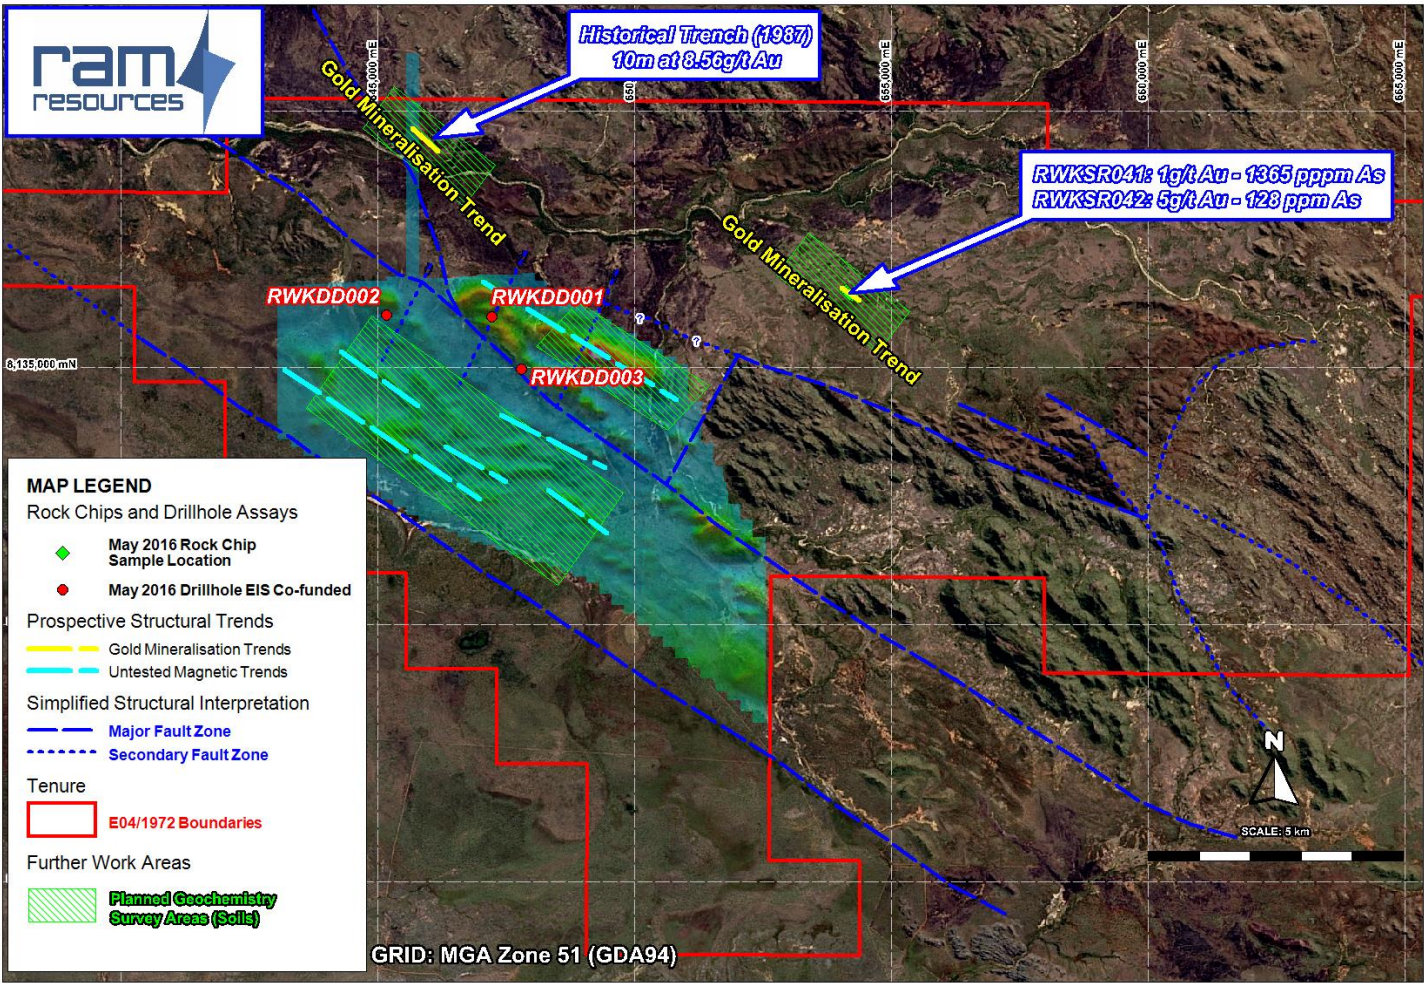 ram
resources
Historical Trench (1987)
10m at 8.56g/t Au
645,000 mE
650
655,000 mE
660,000 mE
665,000 mE
Gold Mineralisation Trend
RWKSR041: 1g/t Au - 1365 pppm As
RWKSR042: 5g/t Au - 128 ppm As
Gold Mineralisation Trend
RWKDD002
RWKDD001
RWKDD003
?
?
8,135,000 mN
MAP LEGEND
Rock Chips and Drillhole Assays
May 2016 Rock Chip
Sample Location
May 2016 Drillhole EIS Co-funded
Prospective Structural Trends
Gold Mineralisation Trends
Untested Magnetic Trends
Simplified Structural Interpretation
Major Fault Zone
Secondary Fault Zone
Tenure
E04/1972 Boundaries
Further Work Areas
Planned Geochemistry
Survey Areas (Soils)
N
SCALE: 5 km
GRID: MGA Zone 51 (GDA94)